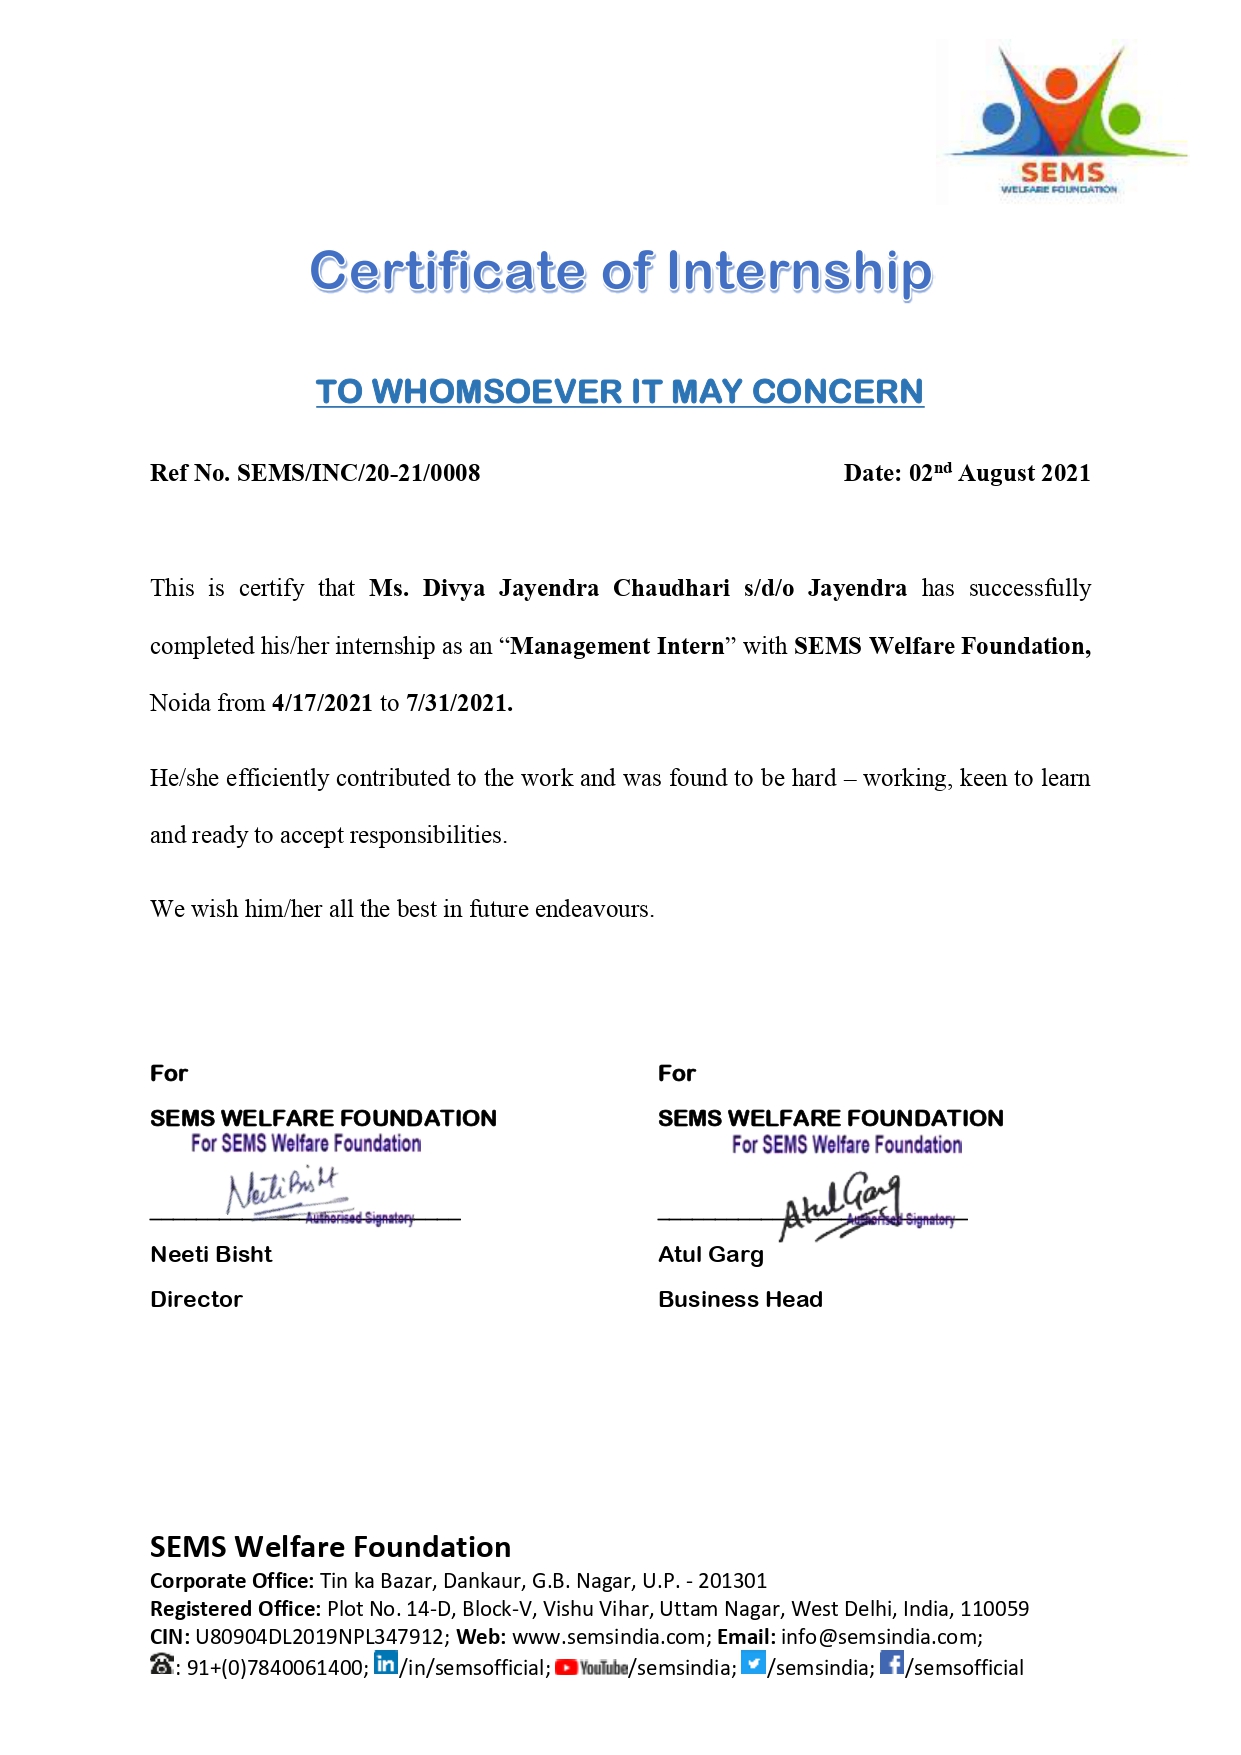 SEMS
WELFARE FOUNDATION
Certificate of Internship
TO WHOMSOEVER IT MAY CONCERN
Ref No. SEMS/INC/20-21/0008 Date: 02nd August 2021
This is certify that Ms. Divya Jayendra Chaudhari s/d/o Jayendra has successfully
completed his/her internship as an “Management Intern” with SEMS Welfare Foundation,
Noida from 4/17/2021 to 7/31/2021.
He/she efficiently contributed to the work and was found to be hard – working, keen to learn
and ready to accept responsibilities.
We wish him/her all the best in future endeavours.
For For
SEMS WELFARE FOUNDATION SEMS WELFARE FOUNDATION
For SEMS Welfare Foundation For SEMS Welfare Foundation
Neeti Bisht Atul Garg
Authorised Signatory Authorised Signatory
Neeti Bisht Atul Garg
Director Business Head
SEMS Welfare Foundation
Corporate Office: Tin ka Bazar, Dankaur, G.B. Nagar, U.P. - 201301
Registered Office: Plot No. 14-D, Block-V, Vishu Vihar, Uttam Nagar, West Delhi, India, 110059
CIN: U80904DL2019NPL347912; Web: www.semsindia.com; Email: info@semsindia.com;
: 91+(0)7840061400; in/in/semsofficial; YouTube/semsindia; /semsindia; f/semsofficial